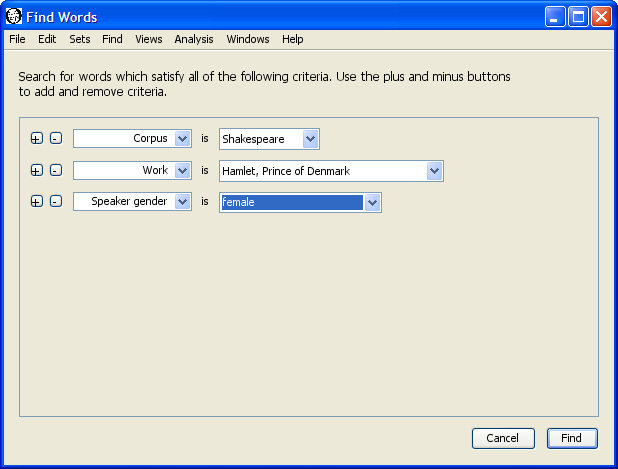 Find Words
File Edit Sets Find Views Analysis Windows Help
Search for words which satisfy all of the following criteria. Use the plus and minus buttons
to add and remove criteria.
+ - Corpus is Shakespeare
+ - Work is Hamlet, Prince of Denmark
+ - Speaker gender is female
Cancel Find